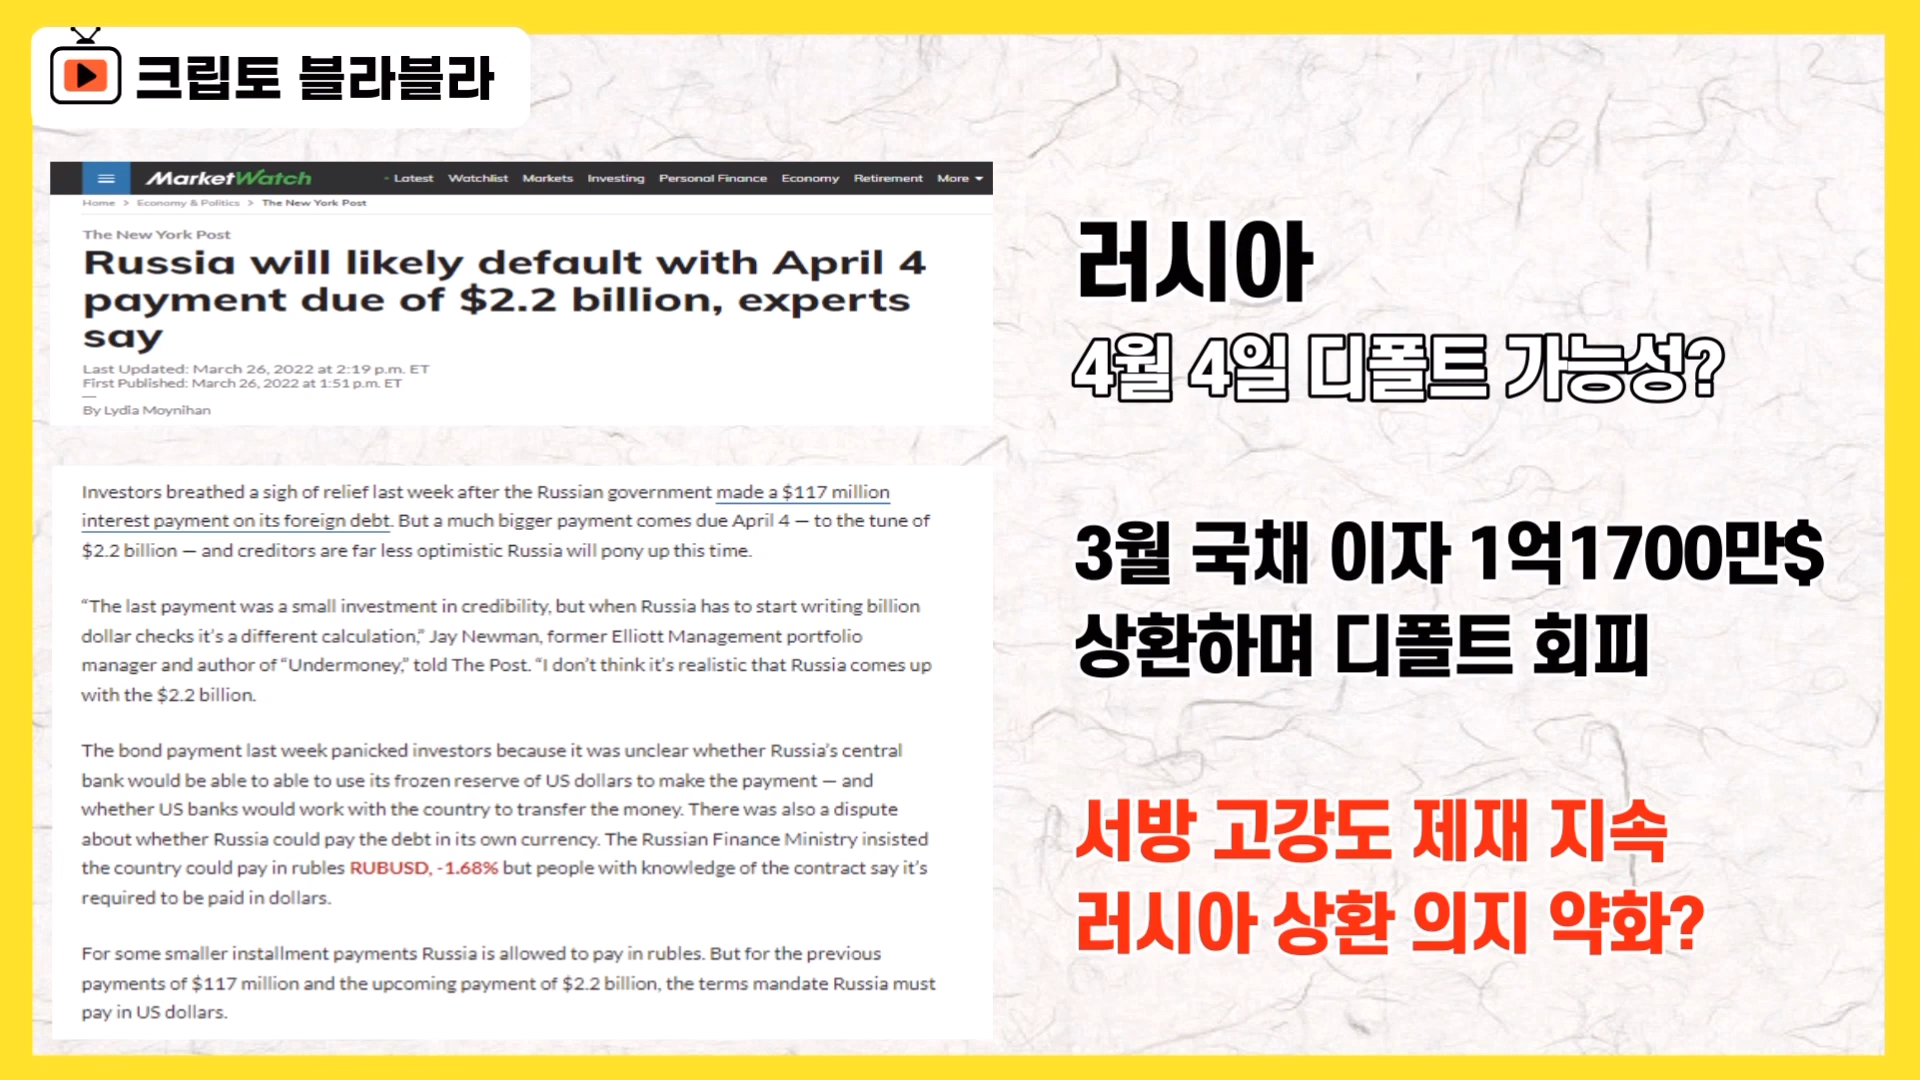 크립토 블라블라
MarketWatch
Latest Watchlist Markets Investing Personal Finance Economy Retirement More
Home > Economy & Politics > The New York Post
The New York Post
Russia will likely default with April 4
payment due of $2.2 billion, experts
say
Last Updated: March 26, 2022 at 2:19 p.m. ET
First Published: March 26, 2022 at 1:51 p.m. ET
By Lydia Moynihan
Investors breathed a sigh of relief last week after the Russian government made a $117 million
interest payment on its foreign debt. But a much bigger payment comes due April 4 — to the tune of
$2.2 billion — and creditors are far less optimistic Russia will pony up this time.
“The last payment was a small investment in credibility, but when Russia has to start writing billion
dollar checks it’s a different calculation,” Jay Newman, former Elliott Management portfolio
manager and author of “Undermoney,” told The Post. “I don’t think it’s realistic that Russia comes up
with the $2.2 billion.
The bond payment last week panicked investors because it was unclear whether Russia’s central
bank would be able to able to use its frozen reserve of US dollars to make the payment — and
whether US banks would work with the country to transfer the money. There was also a dispute
about whether Russia could pay the debt in its own currency. The Russian Finance Ministry insisted
the country could pay in rubles RUBUSD, -1.68% but people with knowledge of the contract say it’s
required to be paid in dollars.
For some smaller installment payments Russia is allowed to pay in rubles. But for the previous
payments of $117 million and the upcoming payment of $2.2 billion, the terms mandate Russia must
pay in US dollars.
러시아
4월 4일 디폴트 가능성?
3월 국채 이자 1억1700만$
상환하며 디폴트 회피
서방 고강도 제재 지속
러시아 상환 의지 약화?